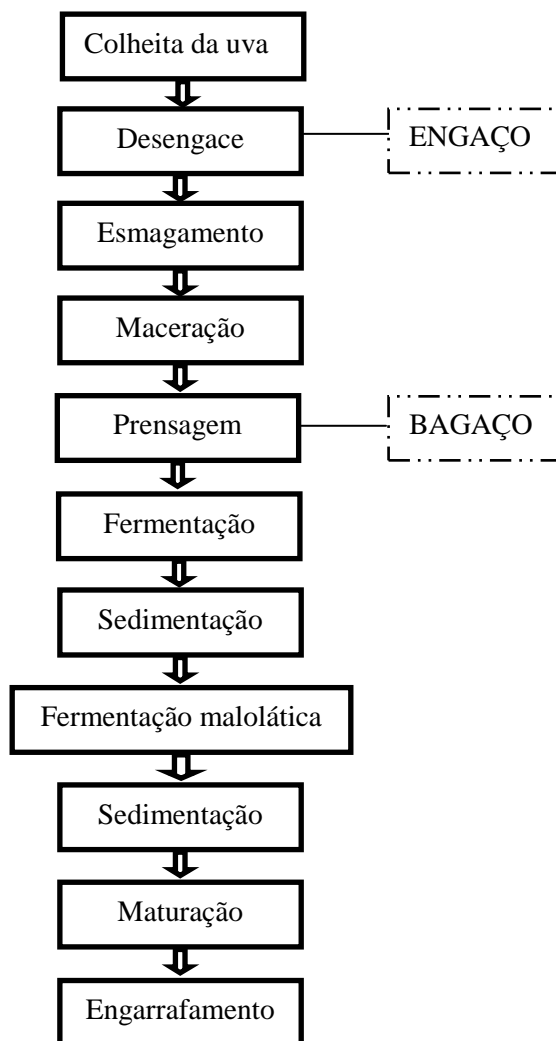 Colheita da uva
Desengace
ENGAÇO
Esmagamento
Maceração
Prensagem
BAGAÇO
Fermentação
Sedimentação
Fermentação malolática
Sedimentação
Maturação
Engarrafamento